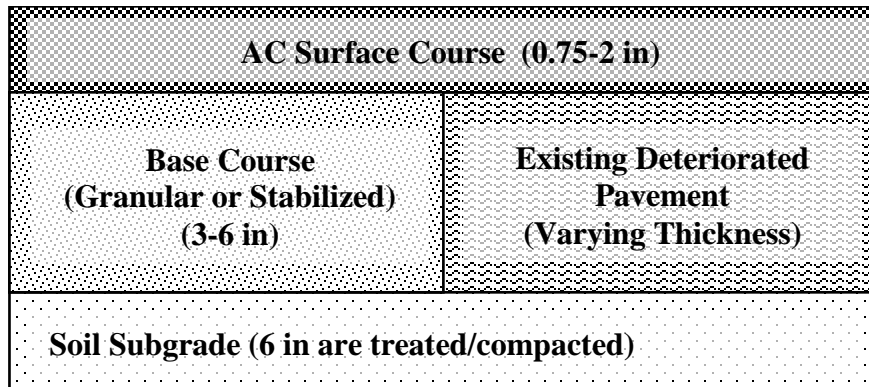 AC Surface Course (0.75-2 in)
Base Course
(Granular or Stabilized)
(3-6 in)
Existing Deteriorated
Pavement
(Varying Thickness)
Soil Subgrade (6 in are treated/compacted)